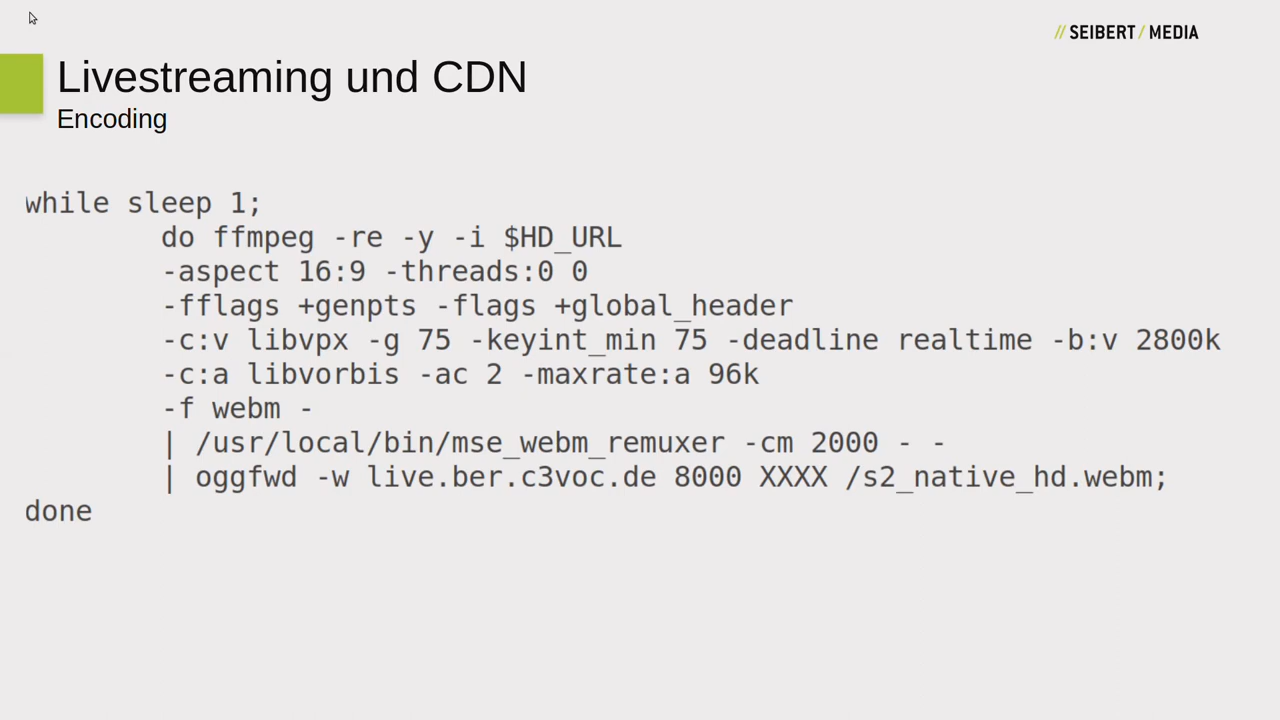 // SEIBERT / MEDIA
Livestreaming und CDN
Encoding
while sleep 1;
do ffmpeg -re -y -i $HD_URL
-aspect 16:9 -threads:0 0
-fflags +genpts -flags +global_header
-c:v libvpx -g 75 -keyint_min 75 -deadline realtime -b:v 2800k
-c:a libvorbis -ac 2 -maxrate:a 96k
-f webm -
| /usr/local/bin/mse_webm_remuxer -cm 2000 - -
| oggfwd -w live.ber.c3voc.de 8000 XXXX /s2_native_hd.webm;
done